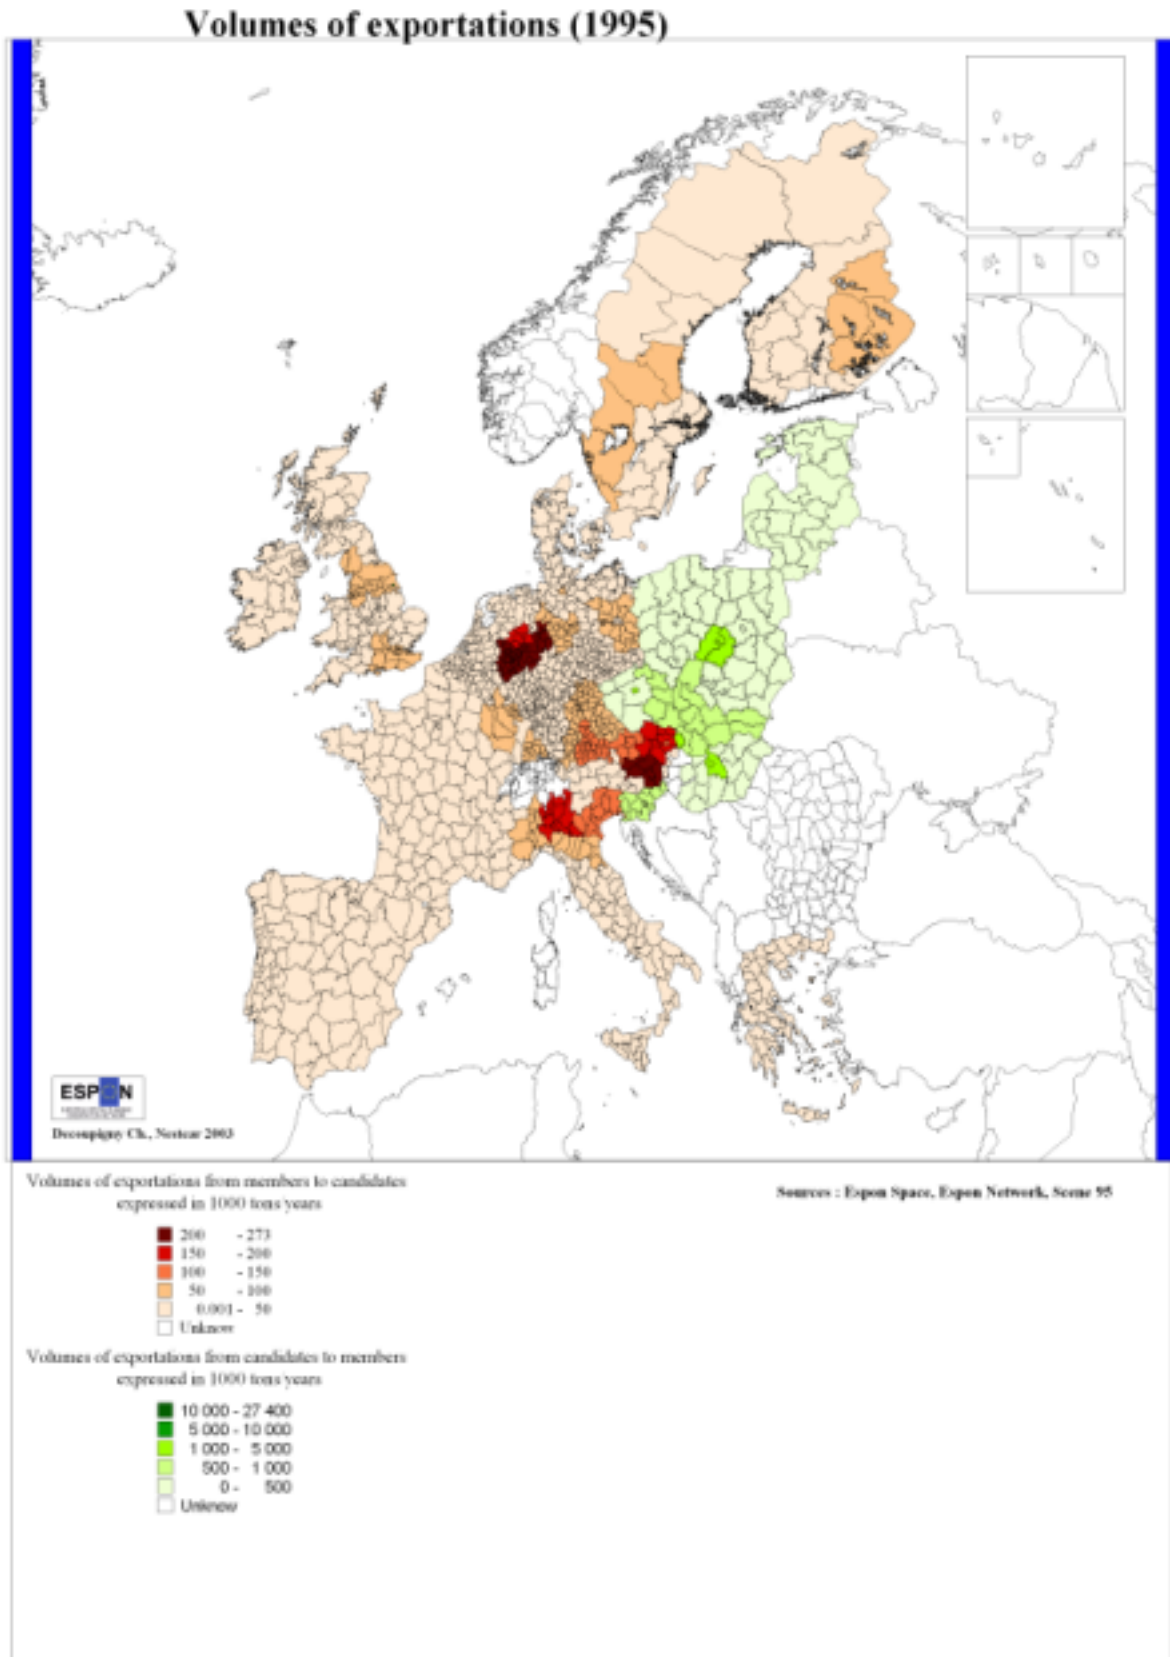 Volumes of exportations (1995)
ESPON
Decoupigny Ch., Nestear 2003
Volumes of exportations from members to candidates
expressed in 1000 tons years
Sources : Espon Space, Espon Network, Scene 95
200 - 273
150 - 200
100 - 150
50 - 100
0.001 - 50
Unknow
Volumes of exportations from candidates to members
expressed in 1000 tons years
10 000 - 27 400
5 000 - 10 000
1 000 - 5 000
500 - 1 000
0 - 500
Unknow